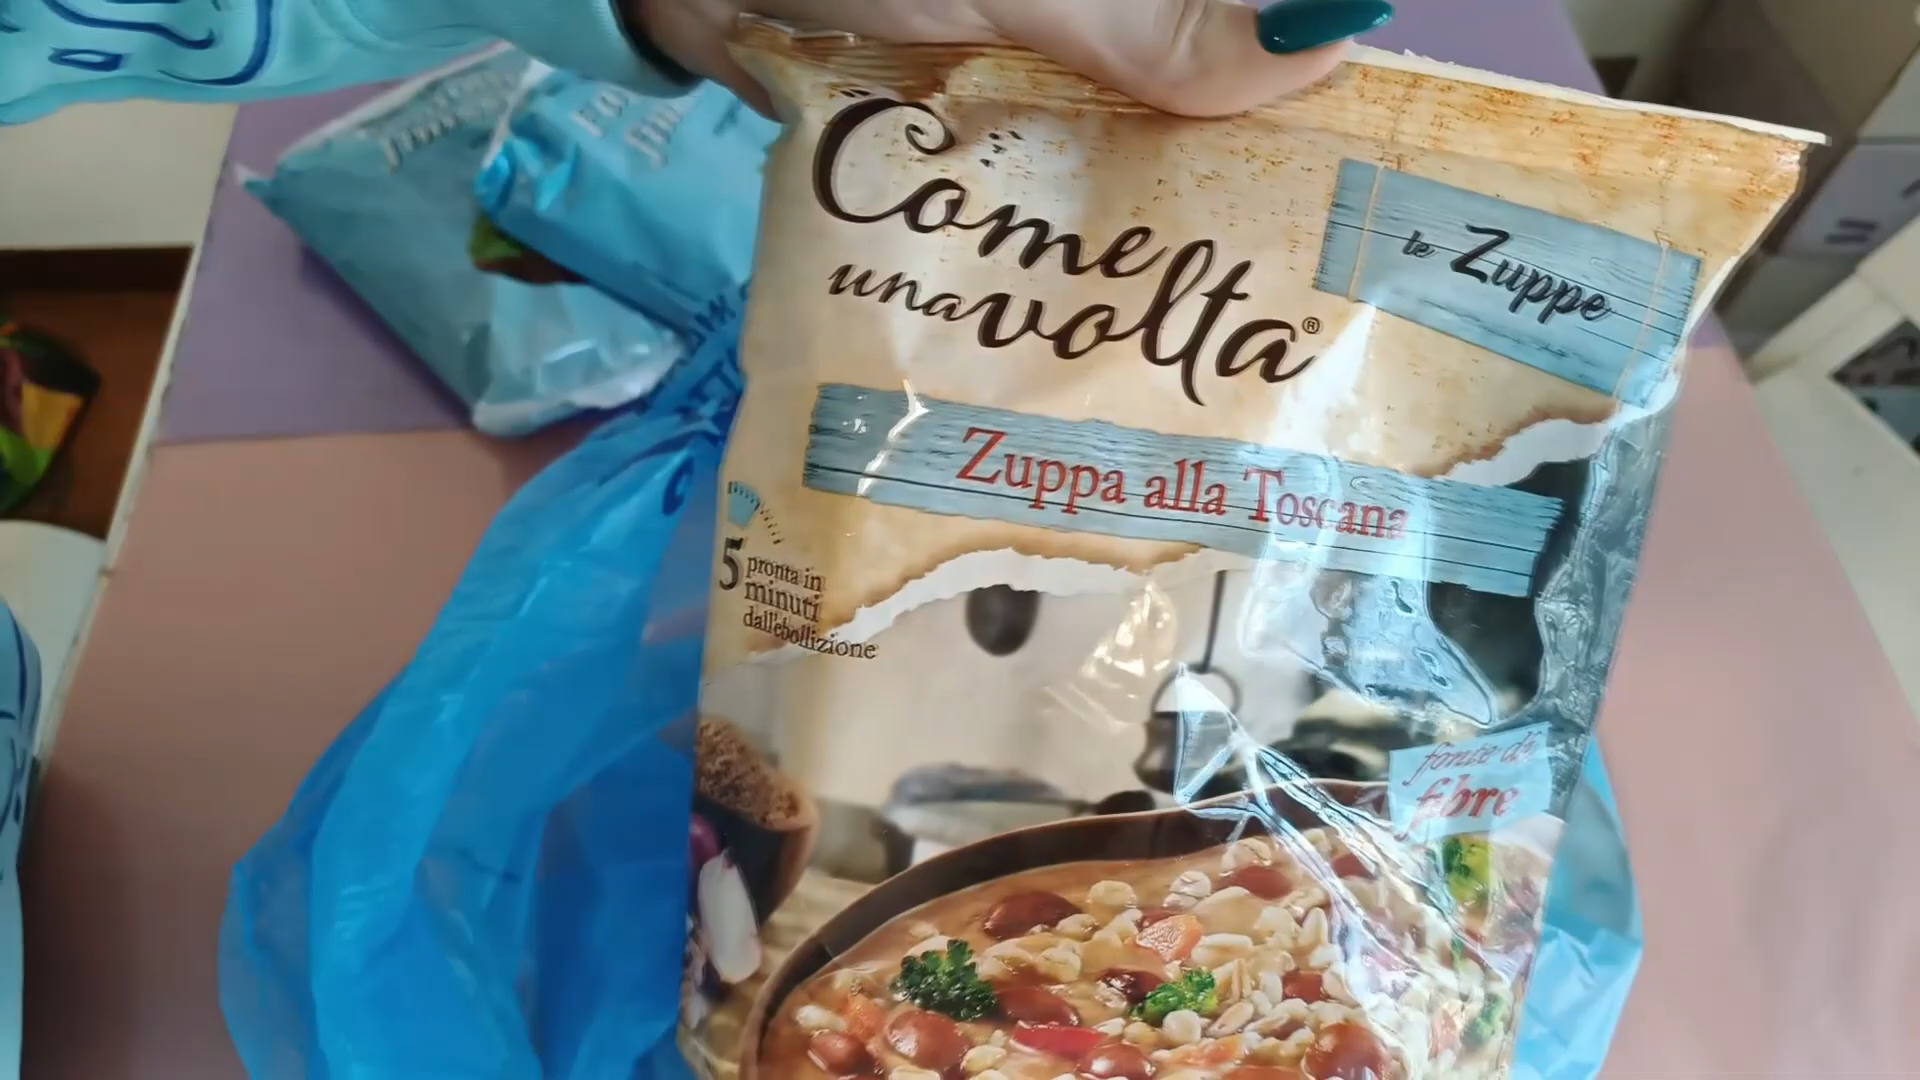 Come
una volta®
le Zuppe
Zuppa alla Toscana
5 pronta in
minuti
dall'ebollizione
fonte di
fibre